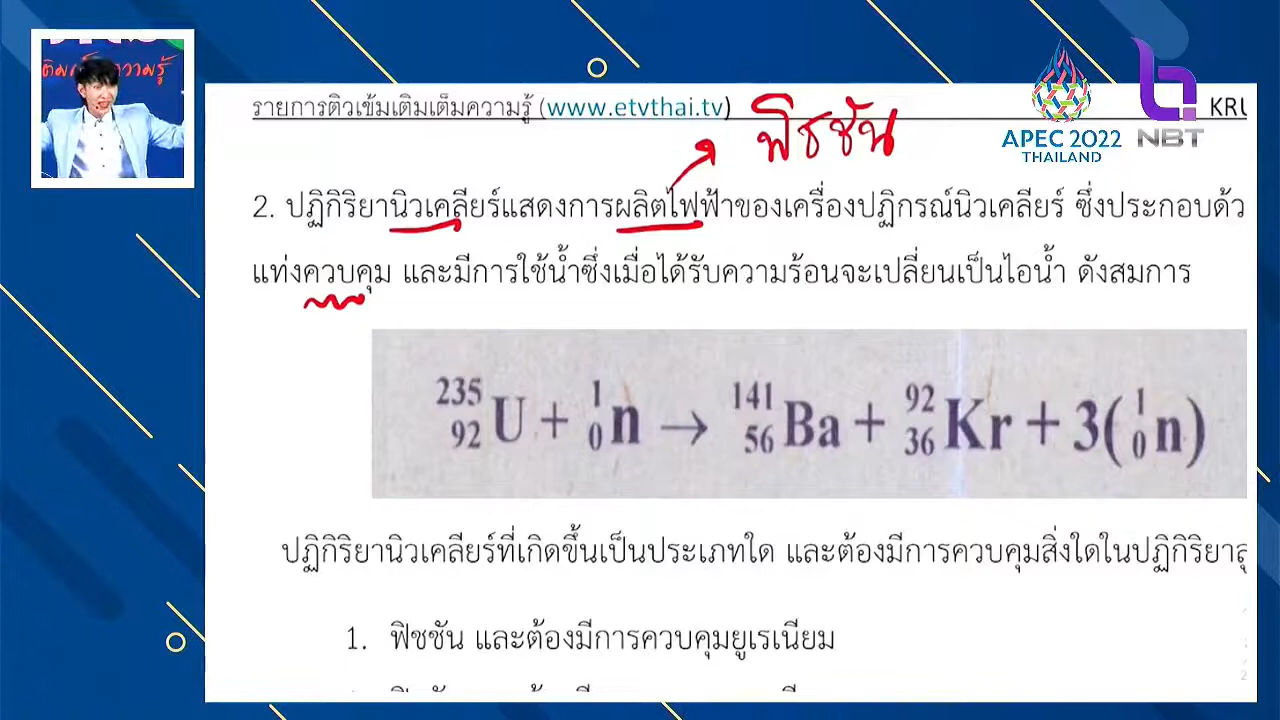 ติมเต็มความรู้
รายการติวเข้มเติมเต็มความรู้ (www.etvthai.tv)
KRU
ฟิชชัน
APEC 2022
THAILAND
NBT
2. ปฏิกิริยานิวเคลียร์แสดงการผลิตไฟฟ้าของเครื่องปฏิกรณ์นิวเคลียร์ ซึ่งประกอบด้ว
แท่งควบคุม และมีการใช้น้ำซึ่งเมื่อได้รับความร้อนจะเปลี่ยนเป็นไอน้ำ ดังสมการ
²³⁵₉₂U + ¹₀n → ¹⁴¹₅₆Ba + ⁹²₃₆Kr + 3(¹₀n)
ปฏิกิริยานิวเคลียร์ที่เกิดขึ้นเป็นประเภทใด และต้องมีการควบคุมสิ่งใดในปฏิกิริยา
1. ฟิชชัน และต้องมีการควบคุมยูเรเนียม